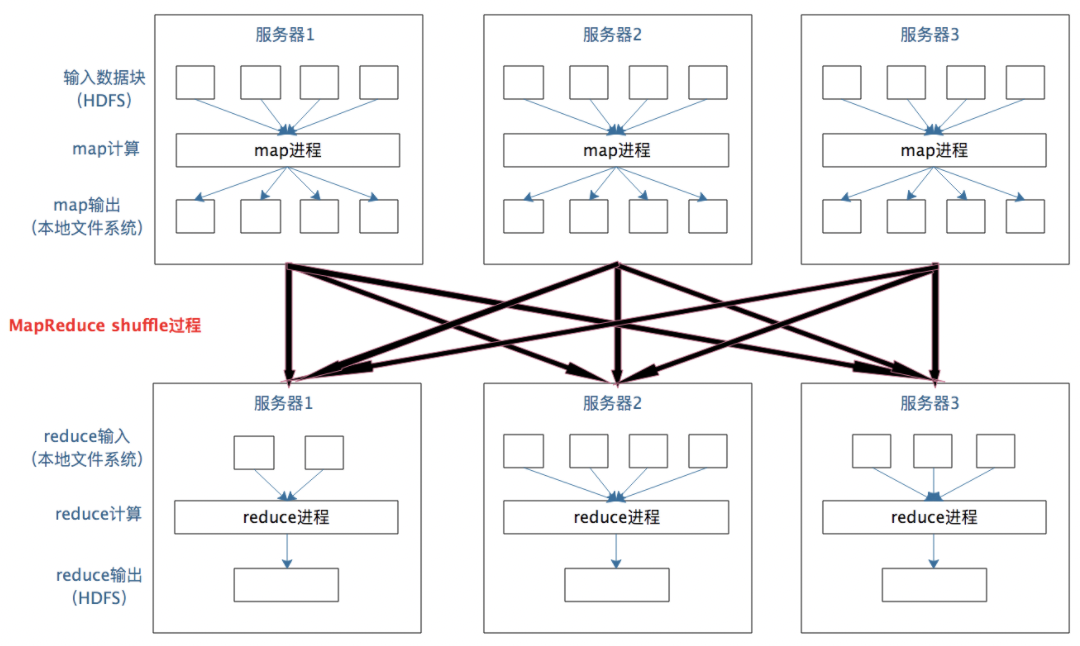 服务器1
服务器2
服务器3
输入数据块
(HDFS)
map计算
map进程
map进程
map进程
map输出
(本地文件系统)
MapReduce shuffle过程
服务器1
服务器2
服务器3
reduce输入
(本地文件系统)
reduce计算
reduce进程
reduce进程
reduce进程
reduce输出
(HDFS)